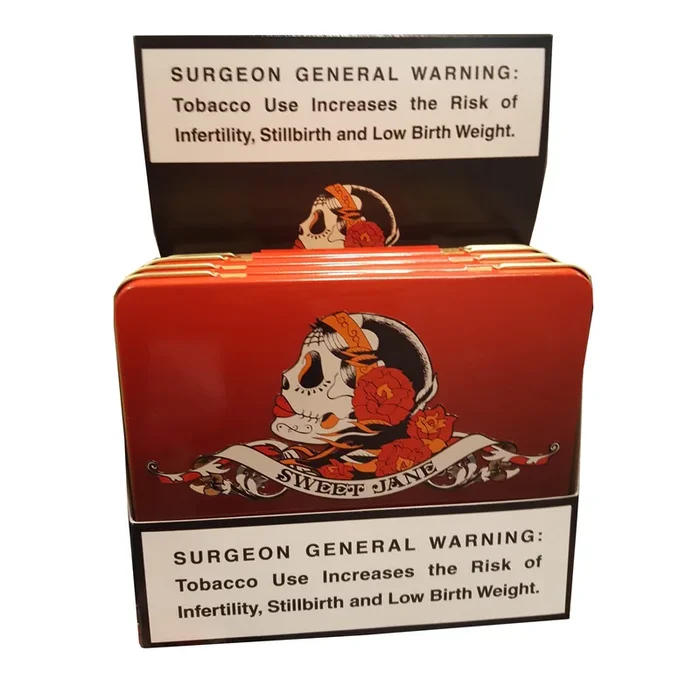 SURGEON GENERAL WARNING:
Tobacco Use Increases the Risk of
Infertility, Stillbirth and Low Birth Weight.
SWEET JANE
SURGEON GENERAL WARNING:
Tobacco Use Increases the Risk of
Infertility, Stillbirth and Low Birth Weight.